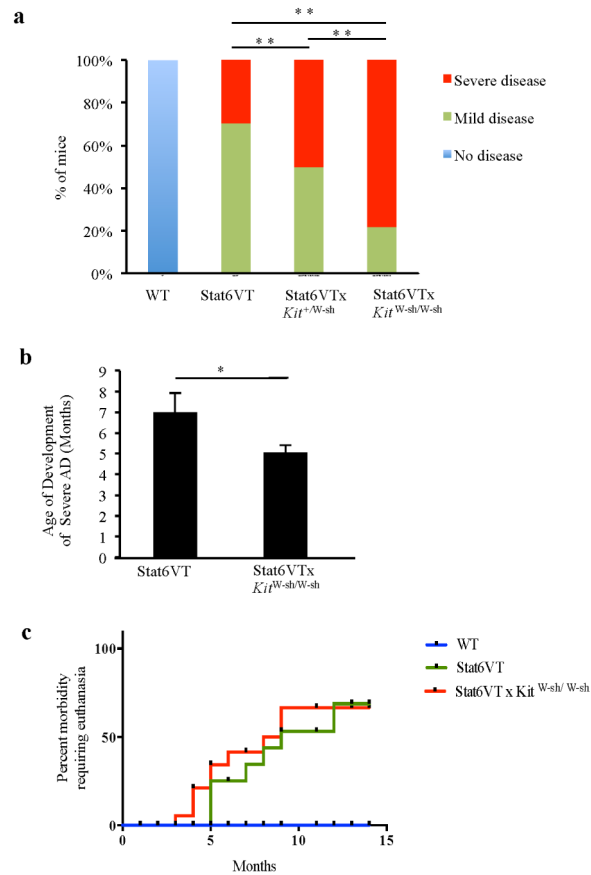 a
* *
* *
* *
100%
80%
60%
40%
20%
0%
% of mice
Severe disease
Mild disease
No disease
WT
Stat6VT
Stat6VTx
Kit+/W-sh
Stat6VTx
Kit W-sh/W-sh
b
*
9
8
7
6
5
4
3
2
1
0
Age of Development
of Severe AD (Months)
Stat6VT
Stat6VTx
KitW-sh/W-sh
c
WT
Stat6VT
Stat6VT x Kit W-sh/ W-sh
100
50
0
Percent morbidity
requiring euthanasia
0
5
10
15
Months